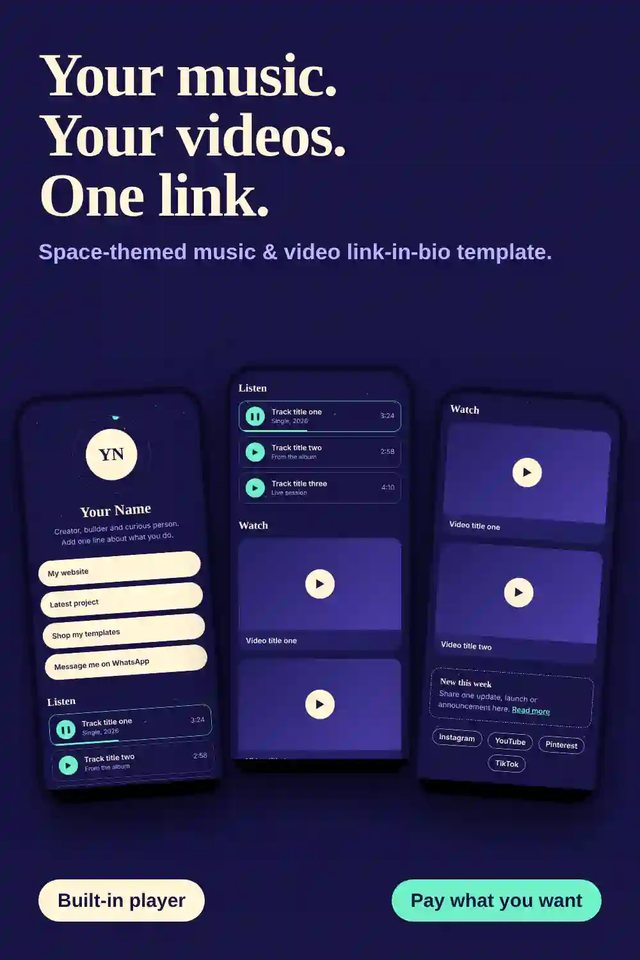 Your music.
Your videos.
One link.
Space-themed music & video link-in-bio template.
YN
Your Name
Creator, builder and curious person.
Add one line about what you do.
My website
Latest project
Shop my templates
Message me on WhatsApp
Listen
Track title one
Single, 2026
3:24
Track title two
From the album
2:58
Listen
Track title one
Single, 2026
3:24
Track title two
From the album
2:58
Track title three
Live session
4:10
Watch
Video title one
Watch
Video title one
Video title two
New this week
Share one update, launch or
announcement here. Read more
Instagram
YouTube
Pinterest
TikTok
Built-in player
Pay what you want